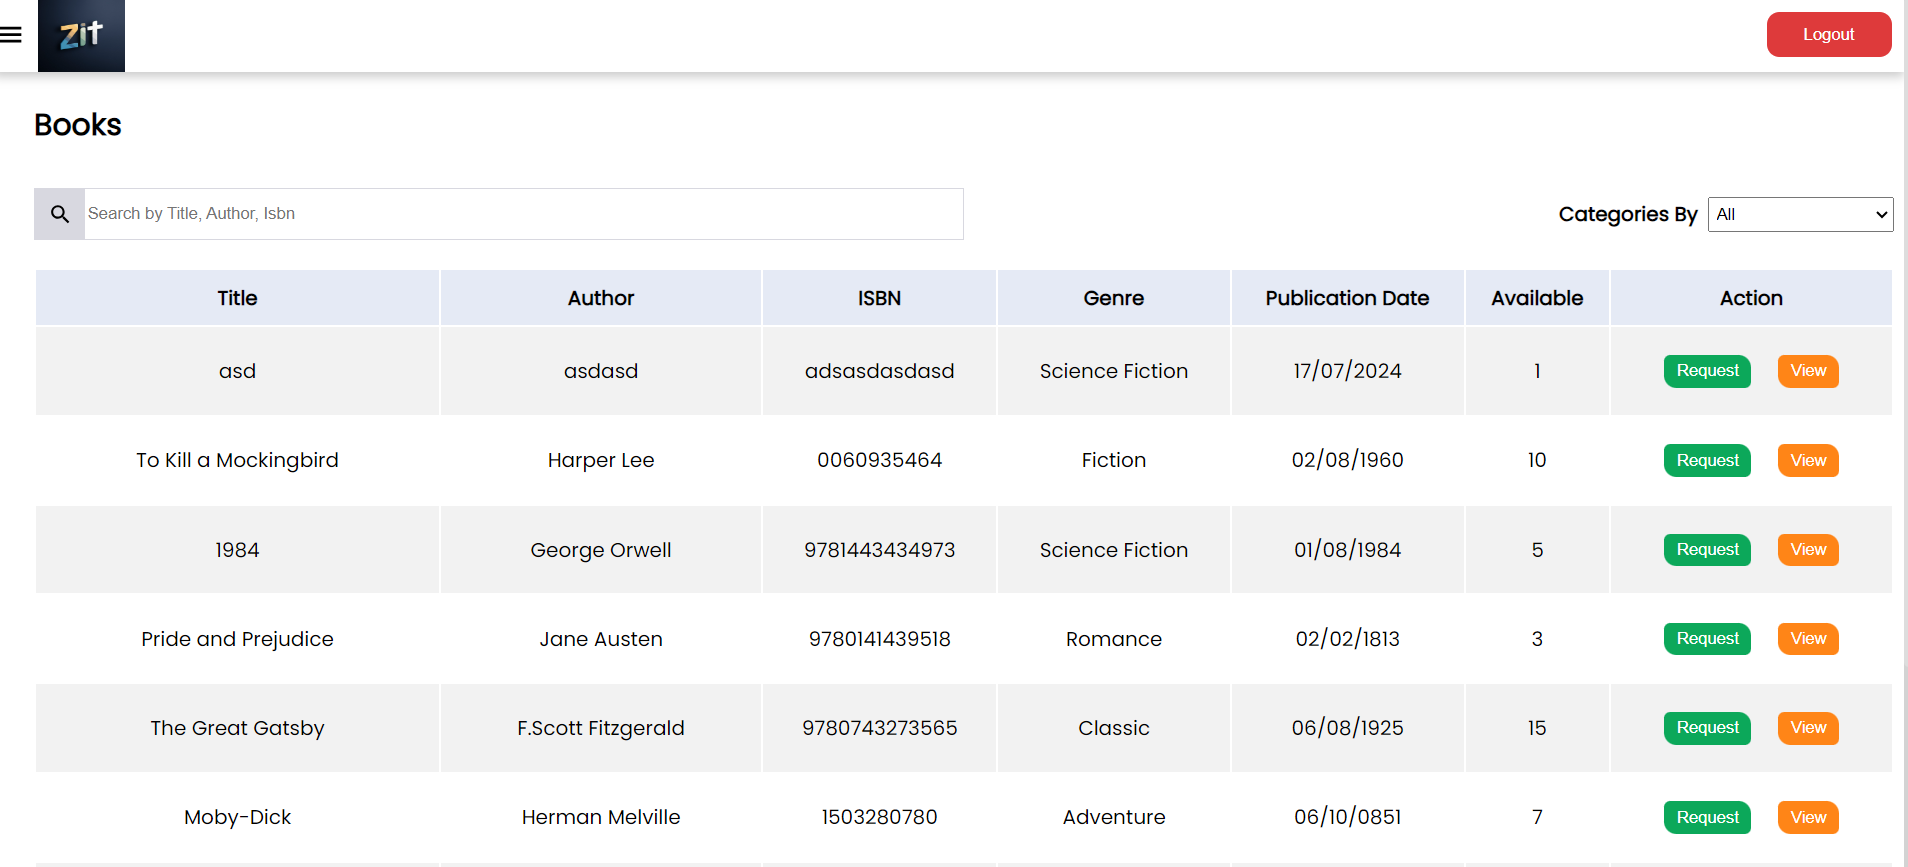 Zit
Logout
Books
Search by Title, Author, Isbn
Categories By All
Title Author ISBN Genre Publication Date Available Action
asd asdasd adsasdasdasd Science Fiction 17/07/2024 1 Request View
To Kill a Mockingbird Harper Lee 0060935464 Fiction 02/08/1960 10 Request View
1984 George Orwell 9781443434973 Science Fiction 01/08/1984 5 Request View
Pride and Prejudice Jane Austen 9780141439518 Romance 02/02/1813 3 Request View
The Great Gatsby F.Scott Fitzgerald 9780743273565 Classic 06/08/1925 15 Request View
Moby-Dick Herman Melville 1503280780 Adventure 06/10/0851 7 Request View